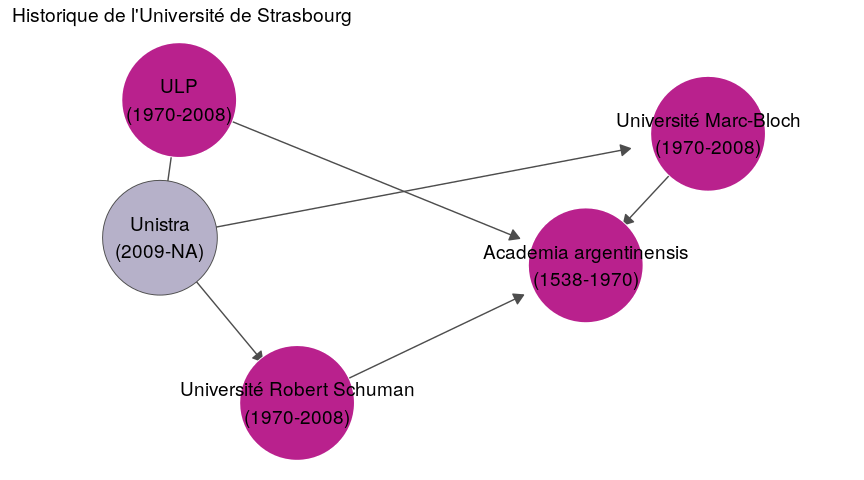 Historique de l'Université de Strasbourg
ULP
(1970-2008)
Université Marc-Bloch
(1970-2008)
Unistra
(2009-NA)
Academia argentinensis
(1538-1970)
Université Robert Schuman
(1970-2008)